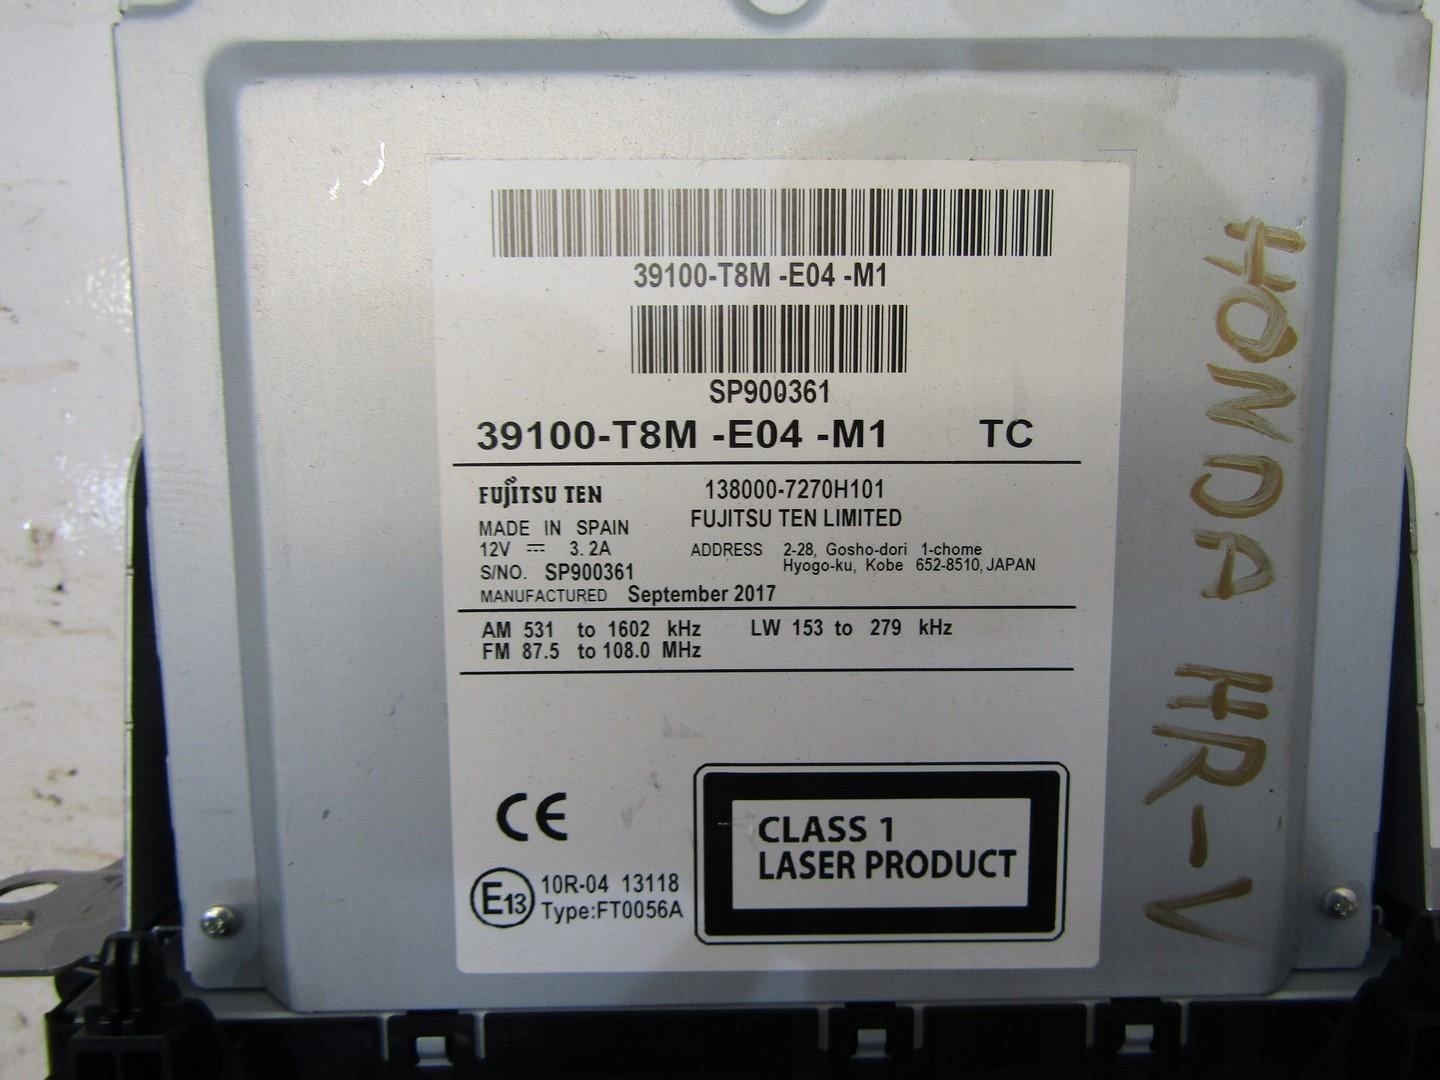 39100-T8M -E04 -M1
SP900361
39100-T8M -E04 -M1 TC
FUJITSU TEN 138000-7270H101
MADE IN SPAIN FUJITSU TEN LIMITED
12V ⎓ 3.2A ADDRESS 2-28, Gosho-dori 1-chome
Hyogo-ku, Kobe 652-8510, JAPAN
S/NO. SP900361
MANUFACTURED September 2017
AM 531 to 1602 kHz LW 153 to 279 kHz
FM 87.5 to 108.0 MHz
CE
CLASS 1
LASER PRODUCT
E13 10R-04 13118
Type:FT0056A
HONDA HR-V